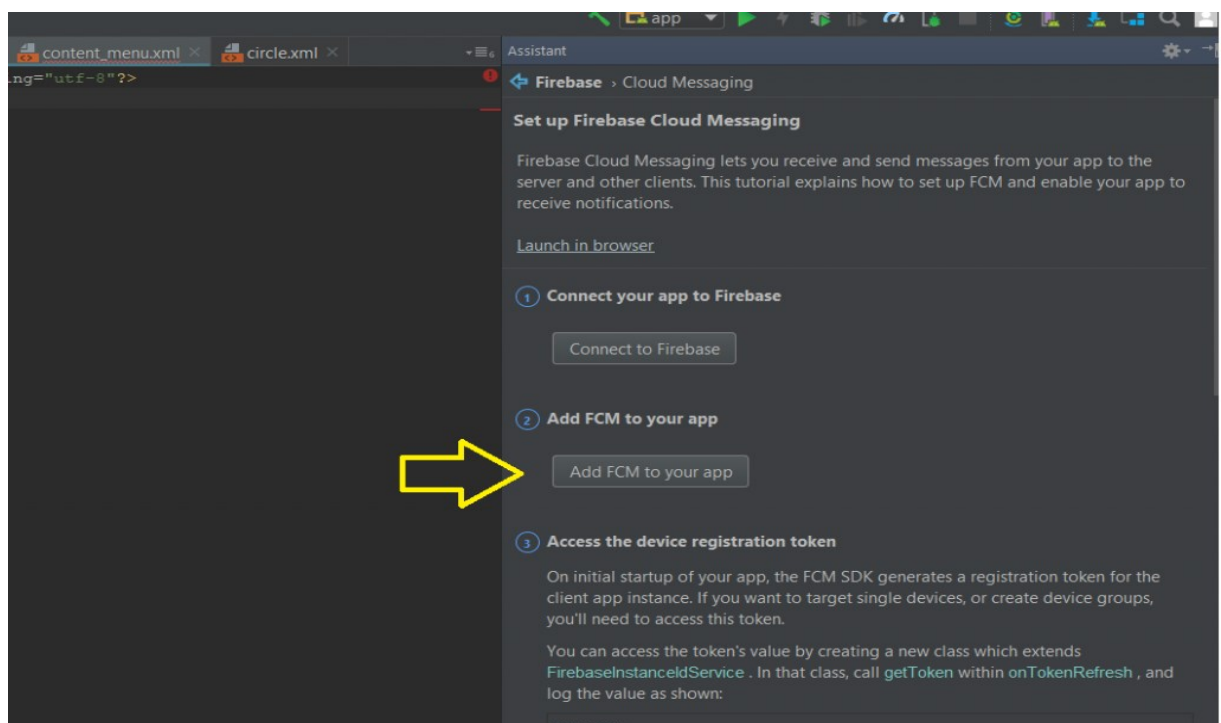 app
content_menu.xml
circle.xml
Assistant
ng="utf-8"?>
Firebase › Cloud Messaging
Set up Firebase Cloud Messaging
Firebase Cloud Messaging lets you receive and send messages from your app to the
server and other clients. This tutorial explains how to set up FCM and enable your app to
receive notifications.
Launch in browser
1 Connect your app to Firebase
Connect to Firebase
2 Add FCM to your app
Add FCM to your app
3 Access the device registration token
On initial startup of your app, the FCM SDK generates a registration token for the
client app instance. If you want to target single devices, or create device groups,
you'll need to access this token.
You can access the token's value by creating a new class which extends
FirebaseInstanceIdService . In that class, call getToken within onTokenRefresh , and
log the value as shown: